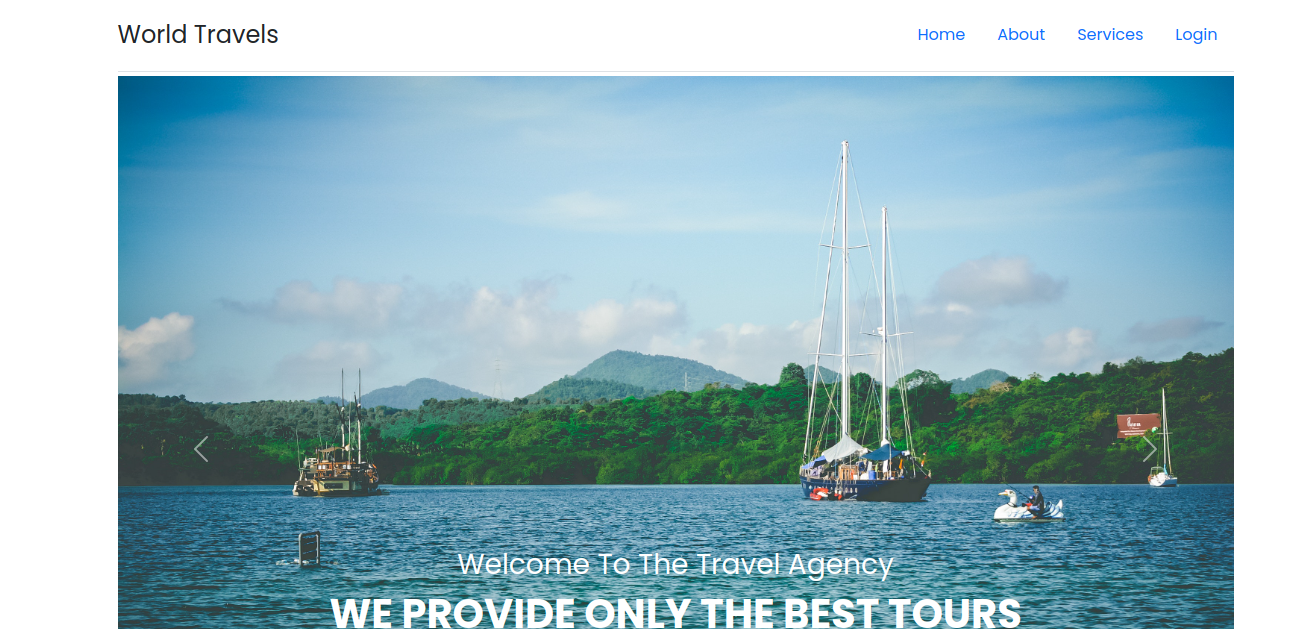 World Travels
Home About Services Login
Welcome To The Travel Agency
WE PROVIDE ONLY THE BEST TOURS